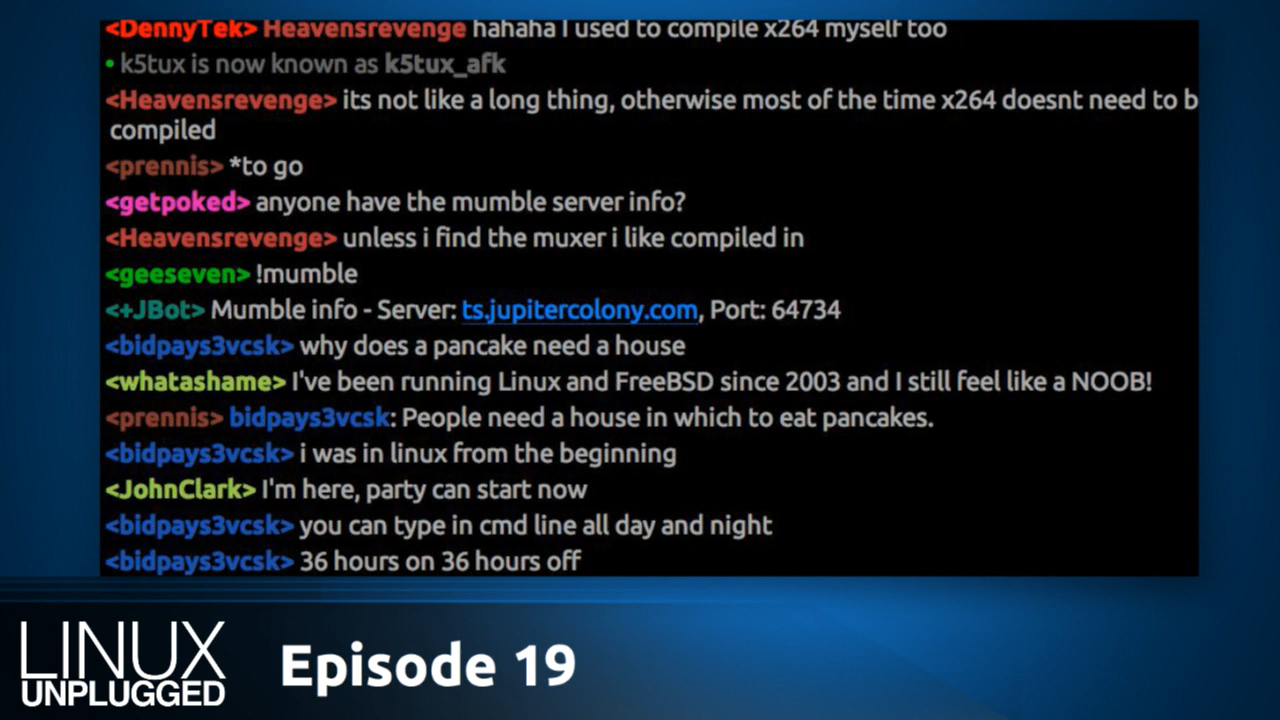 <DennyTek> Heavensrevenge hahaha I used to compile x264 myself too
• k5tux is now known as k5tux_afk
<Heavensrevenge> its not like a long thing, otherwise most of the time x264 doesnt need to b
compiled
<prennis> *to go
<getpoked> anyone have the mumble server info?
<Heavensrevenge> unless i find the muxer i like compiled in
<geeseven> !mumble
<+JBot> Mumble info - Server: ts.jupitercolony.com, Port: 64734
<bidpays3vcsk> why does a pancake need a house
<whatashame> I've been running Linux and FreeBSD since 2003 and I still feel like a NOOB!
<prennis> bidpays3vcsk: People need a house in which to eat pancakes.
<bidpays3vcsk> i was in linux from the beginning
<JohnClark> I'm here, party can start now
<bidpays3vcsk> you can type in cmd line all day and night
<bidpays3vcsk> 36 hours on 36 hours off
LINUX
UNPLUGGED
Episode 19